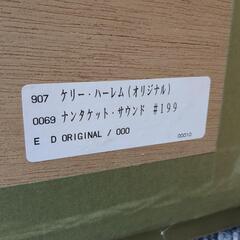 907 ケリー・ハーレム(オリジナル)
0069 ナンタケット・サウンド #199
E D ORIGINAL / 000
00010